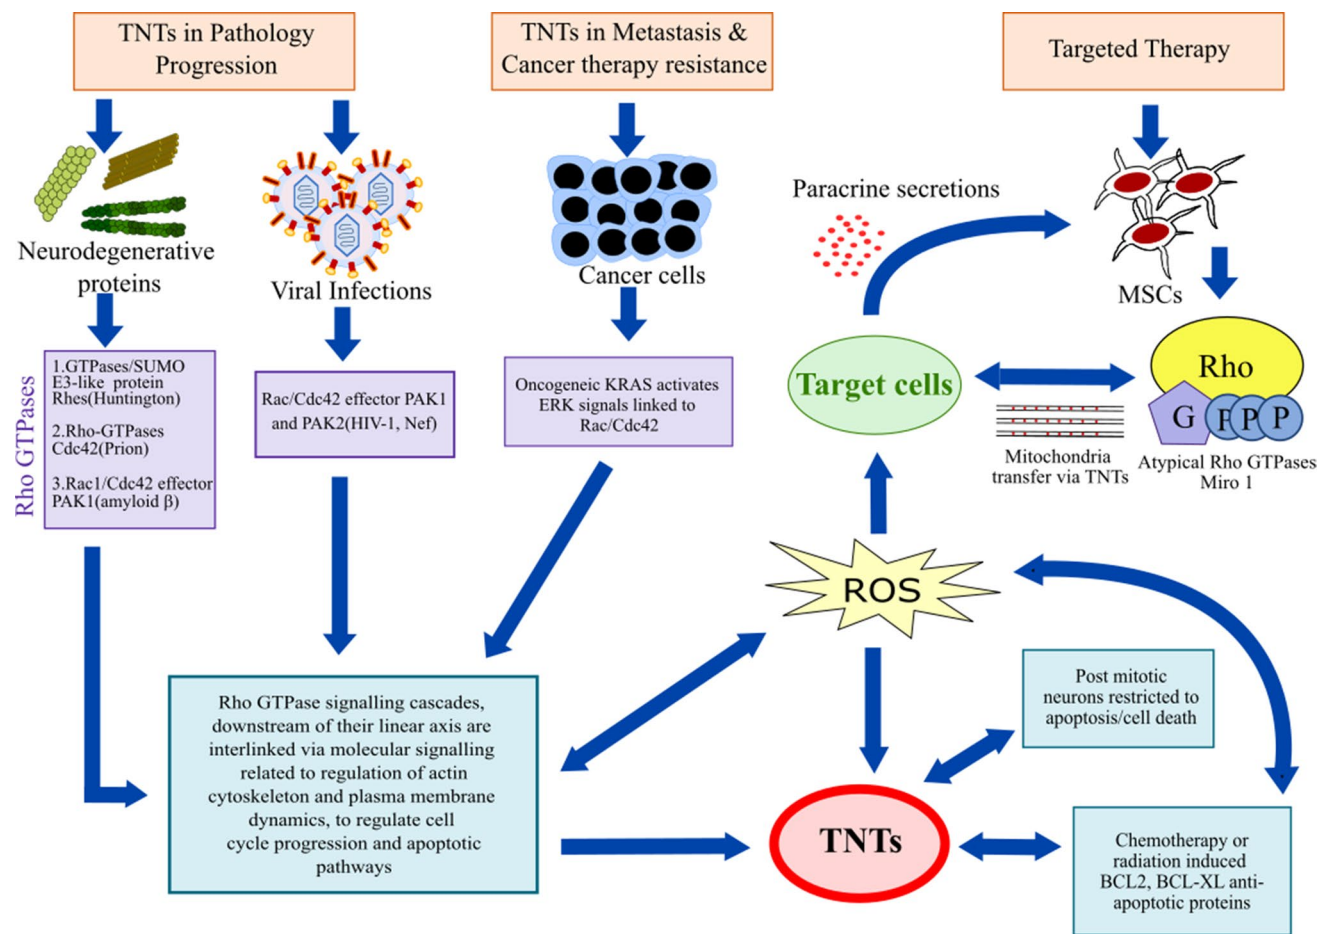 TNTs in Pathology
Progression
TNTs in Metastasis &
Cancer therapy resistance
Targeted Therapy
Neurodegenerative
proteins
Viral Infections
Cancer cells
Paracrine secretions
MSCs
Rho GTPases
1.GTPases/SUMO
E3-like protein
Rhes(Huntington)
2.Rho-GTPases
Cdc42(Prion)
3.Rac1/Cdc42 effector
PAK1(amyloid β)
Rac/Cdc42 effector PAK1
and PAK2(HIV-1, Nef)
Oncogeneic KRAS activates
ERK signals linked to
Rac/Cdc42
Target cells
Rho
G P P P
Mitochondria
transfer via TNTs
Atypical Rho GTPases
Miro 1
ROS
Rho GTPase signalling cascades,
downstream of their linear axis are
interlinked via molecular signalling
related to regulation of actin
cytoskeleton and plasma membrane
dynamics, to regulate cell
cycle progression and apoptotic
pathways
Post mitotic
neurons restricted to
apoptosis/cell death
TNTs
Chemotherapy or
radiation induced
BCL2, BCL-XL anti-
apoptotic proteins